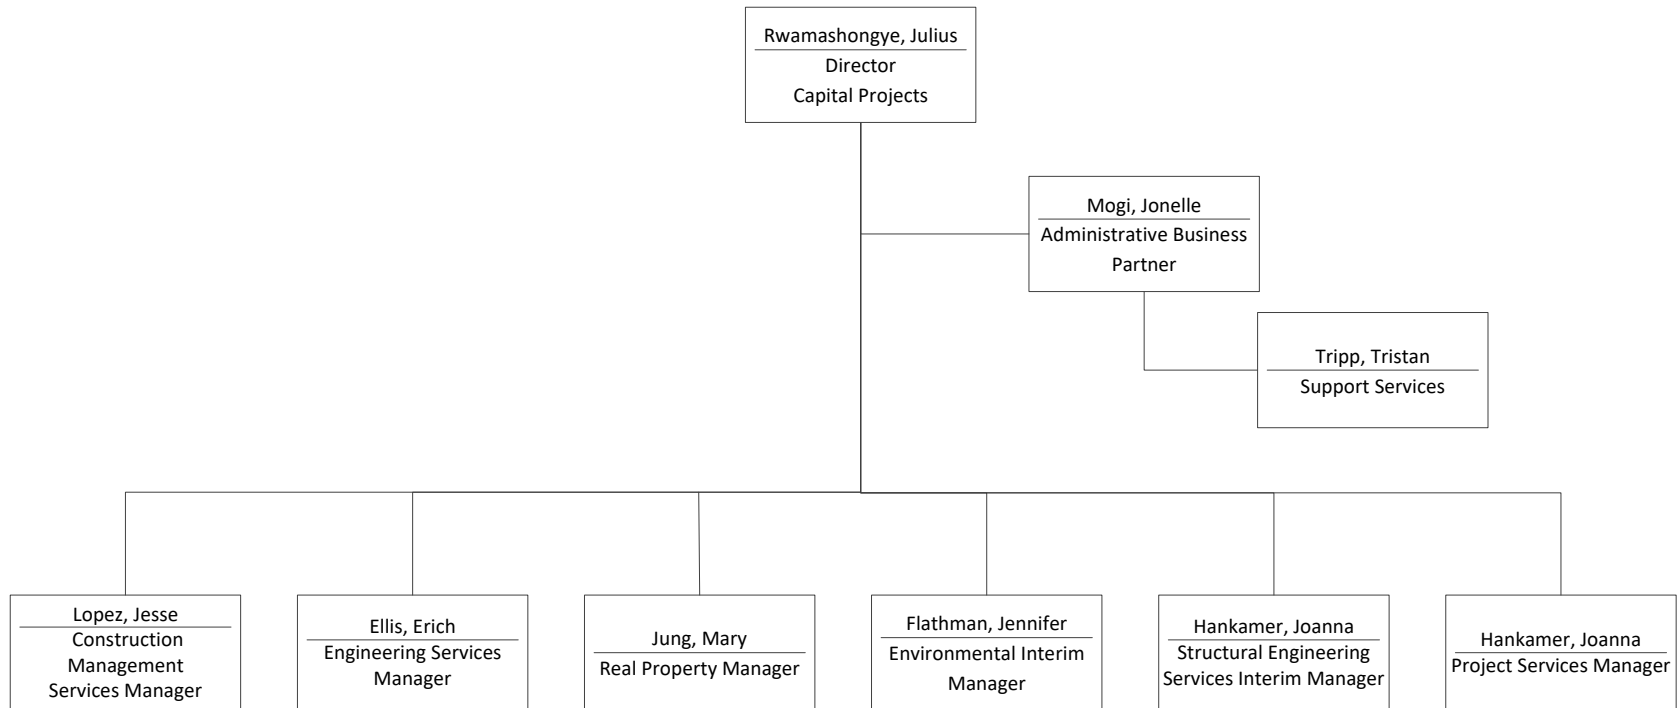 Rwamashongye, Julius
Director
Capital Projects
Mogi, Jonelle
Administrative Business
Partner
Tripp, Tristan
Support Services
Lopez, Jesse
Construction
Management
Services Manager
Ellis, Erich
Engineering Services
Manager
Jung, Mary
Real Property Manager
Flathman, Jennifer
Environmental Interim
Manager
Hankamer, Joanna
Structural Engineering
Services Interim Manager
Hankamer, Joanna
Project Services Manager